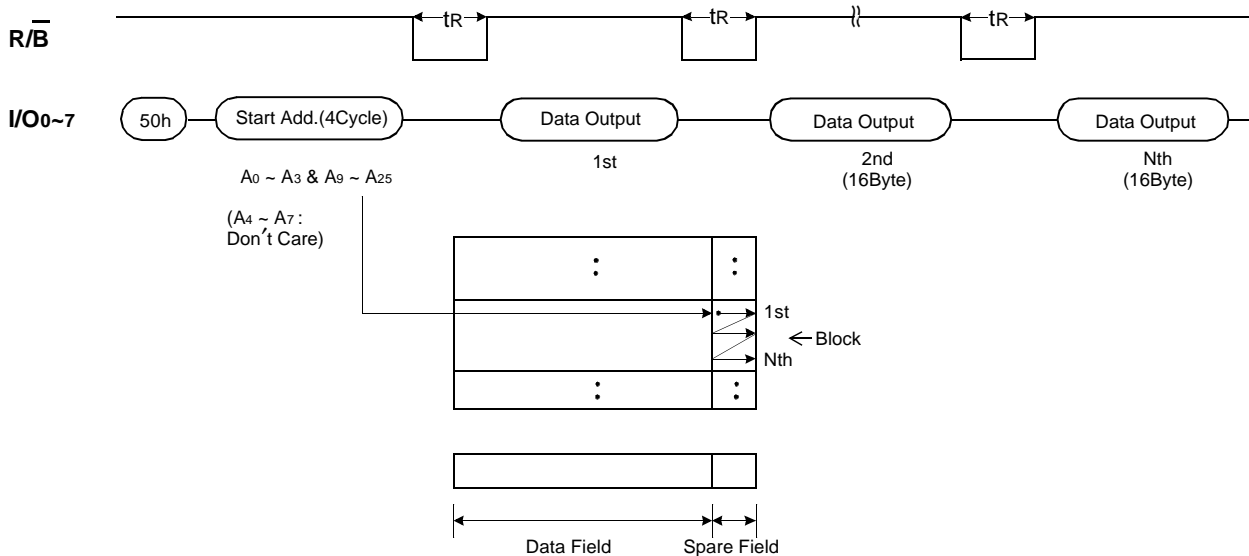 tR tR tR
R/B
I/O0~7 50h Start Add.(4Cycle) Data Output Data Output Data Output
1st 2nd Nth
(16Byte) (16Byte)
A0 ~ A3 & A9 ~ A25
(A4 ~ A7 :
Don′t Care)
1st
Block
Nth
Data Field Spare Field